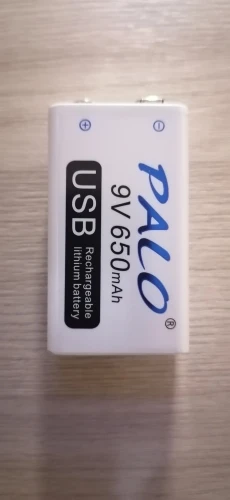 PALO®
9V 650mAh
USB Rechargeable
lithium battery